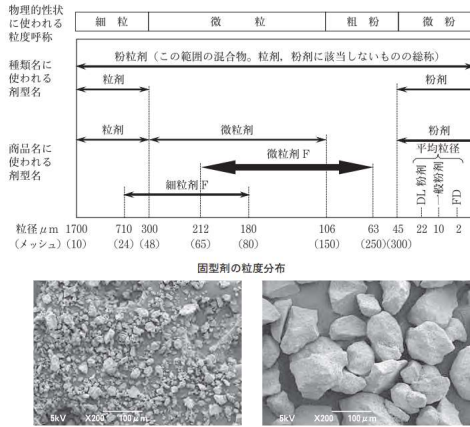 物理的性状
に使われる
粒度呼称
細 粒
微 粒
粗 粉
微 粉
種類名に
使われる
剤型名
粉粒剤（この範囲の混合物。粒剤，粉剤に該当しないものの総称）
粒剤
粉剤
商品名に
使われる
剤型名
粒剤
微粒剤
粉剤
微粒剤F
平均粒径
細粒剤F
DL粉剤
一般粉剤
FD
粒径μm 1700 710 300 212 180 106 63 45 22 10 2
(メッシュ) (10) (24) (48) (65) (80) (150) (250)(300)
固型剤の粒度分布
5kV X200 100μm
5kV X200 100μm